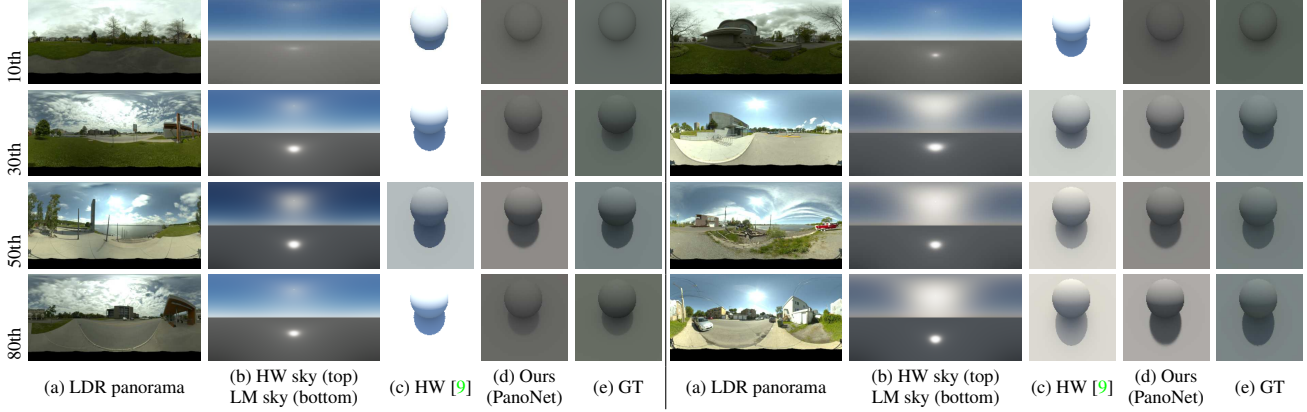 10th
30th
50th
80th
(a) LDR panorama
(b) HW sky (top)
LM sky (bottom)
(c) HW [9]
(d) Ours
(PanoNet)
(e) GT
(a) LDR panorama
(b) HW sky (top)
LM sky (bottom)
(c) HW [9]
(d) Ours
(PanoNet)
(e) GT